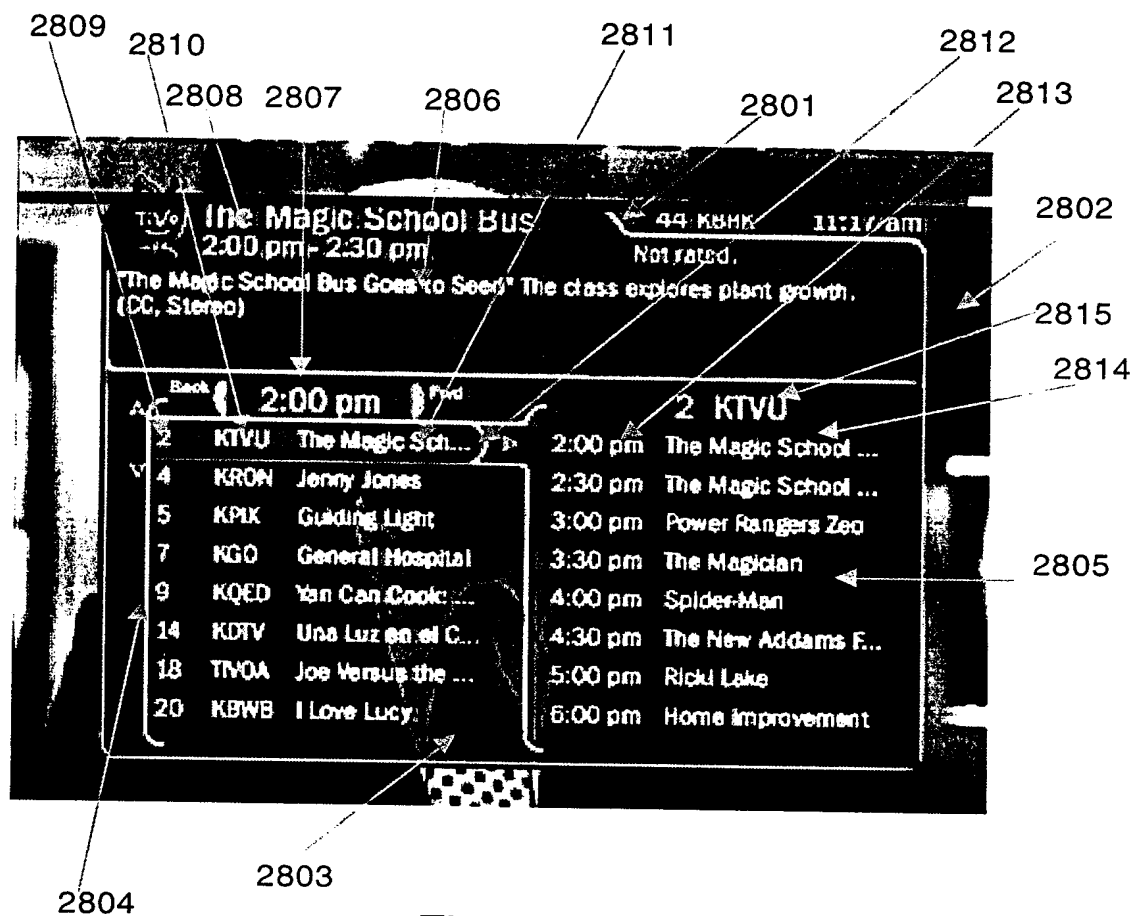 2809 2810 2811 2812
2808 2807 2806 2801 2813
TiVo The Magic School Bus 44 KBHK 11:17 am
2:00 pm - 2:30 pm Not rated.
2802
"The Magic School Bus Goes to Seed" The class explores plant growth.
(CC, Stereo)
2815
2814
Back 2:00 pm Fwd 2 KTVU
2 KTVU The Magic Sch... 2:00 pm The Magic School ...
4 KRON Jenny Jones 2:30 pm The Magic School ...
5 KPIX Guiding Light 3:00 pm Power Rangers Zeo
7 KGO General Hospital 3:30 pm The Magician
2805
9 KQED Yan Can Cook: ... 4:00 pm Spider-Man
14 KDTV Una Luz en el C... 4:30 pm The New Addams F...
18 TIVOA Joe Versus the ... 5:00 pm Ricki Lake
20 KBWB I Love Lucy 6:00 pm Home Improvement
2803
2804